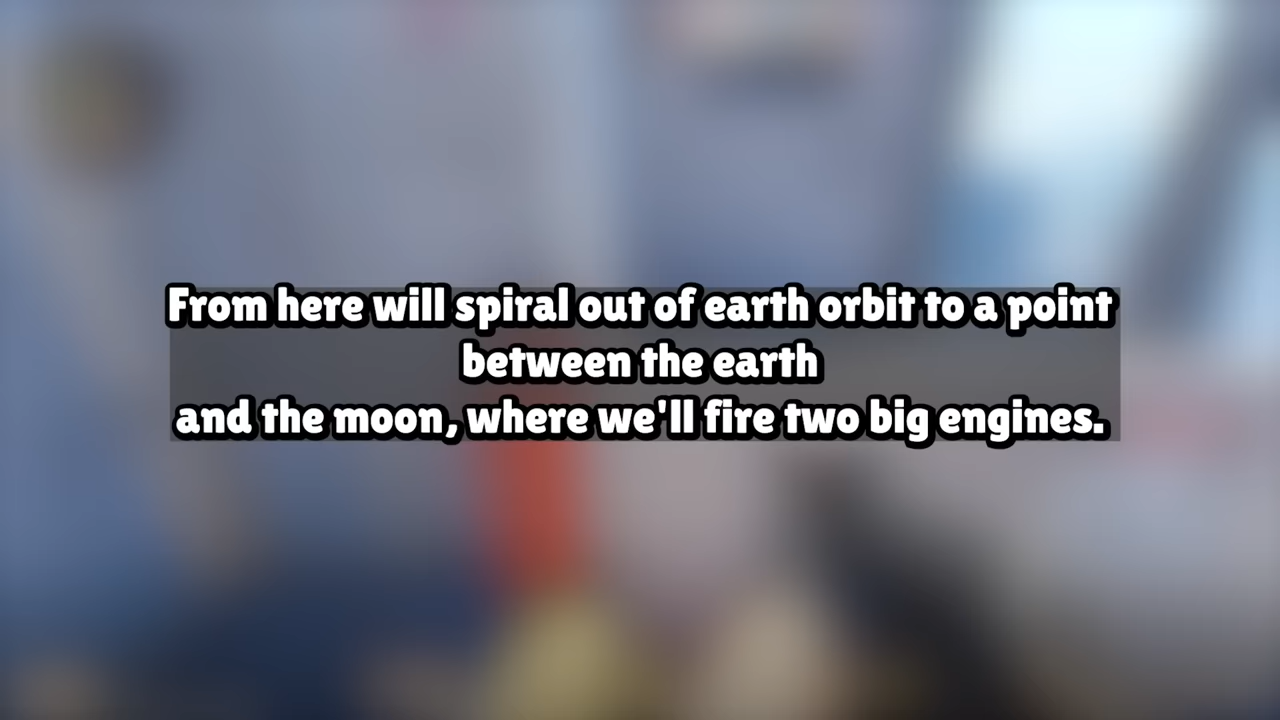 From here will spiral out of earth orbit to a point
between the earth
and the moon, where we'll fire two big engines.